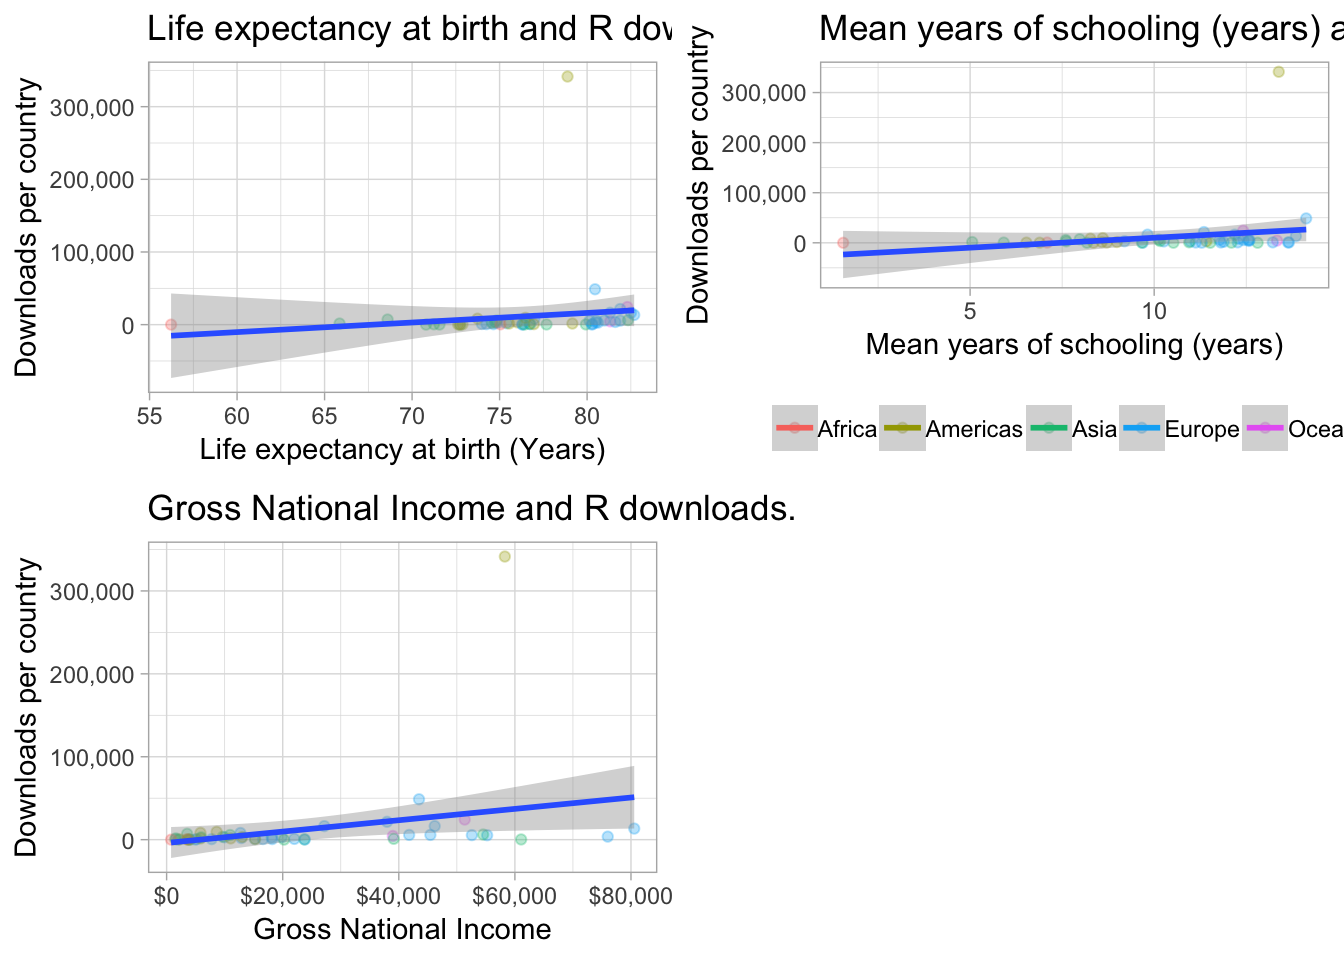 Life expectancy at birth and R dow
Downloads per country
300,000
200,000
100,000
0
55 60 65 70 75 80
Life expectancy at birth (Years)
Mean years of schooling (years) a
Downloads per country
300,000
200,000
100,000
0
5 10
Mean years of schooling (years)
Africa Americas Asia Europe Ocea
Gross National Income and R downloads.
Downloads per country
300,000
200,000
100,000
0
$0 $20,000 $40,000 $60,000 $80,000
Gross National Income